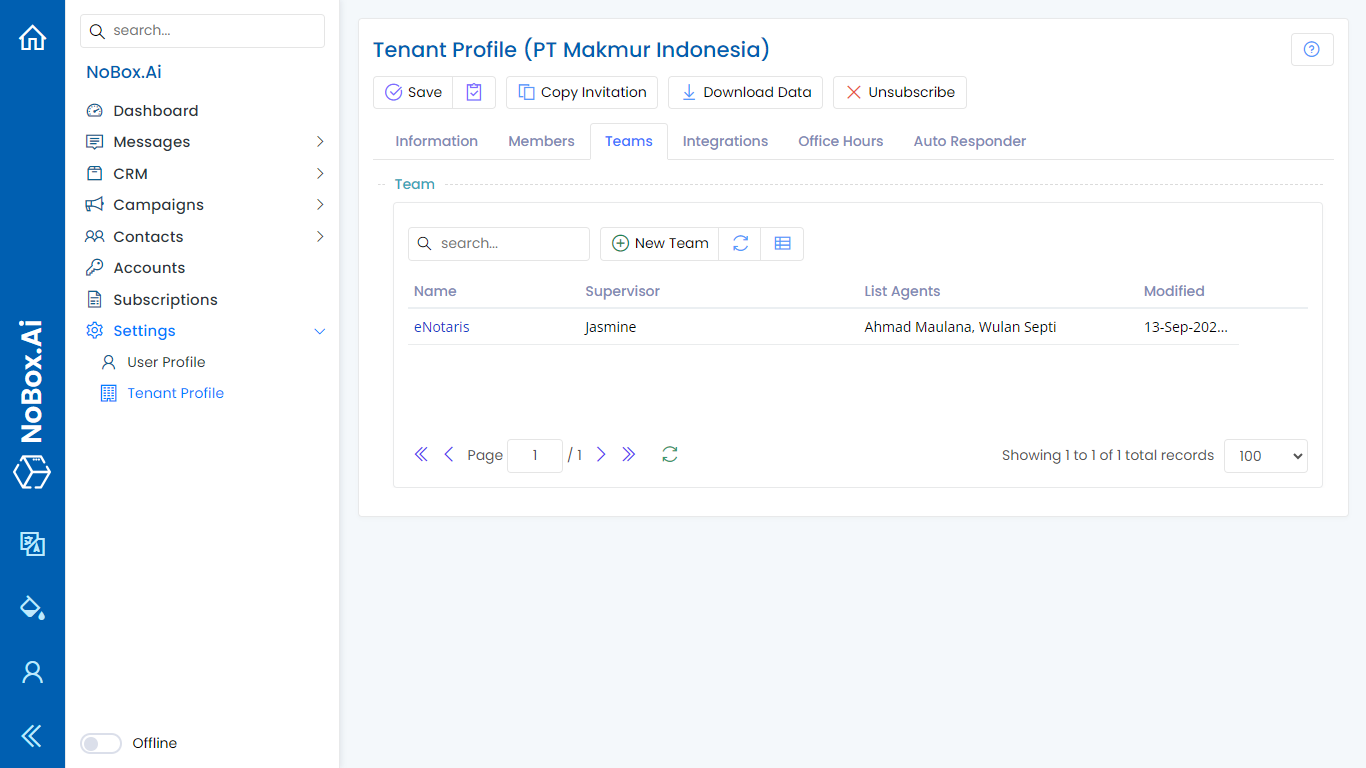 search...
NoBox.Ai
Dashboard
Messages
CRM
Campaigns
Contacts
Accounts
Subscriptions
Settings
User Profile
Tenant Profile
Offline
NoBox.Ai
Tenant Profile (PT Makmur Indonesia)
Save
Copy Invitation
Download Data
Unsubscribe
Information
Members
Teams
Integrations
Office Hours
Auto Responder
Team
search...
New Team
Name Supervisor List Agents Modified
eNotaris Jasmine Ahmad Maulana, Wulan Septi 13-Sep-202...
Page 1 / 1
Showing 1 to 1 of 1 total records 100